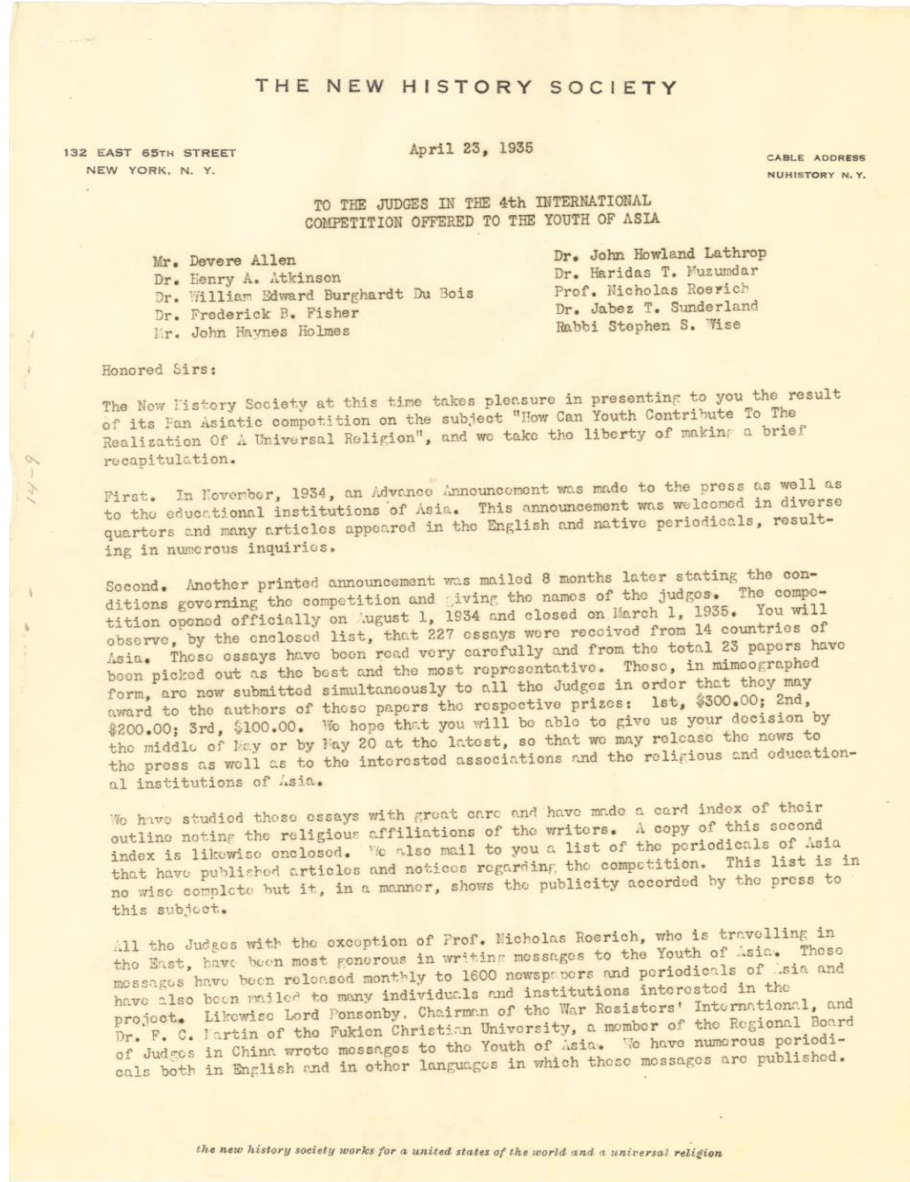 THE NEW HISTORY SOCIETY
132 EAST 65TH STREET
NEW YORK, N. Y.
April 23, 1935
CABLE ADDRESS
NUHISTORY N. Y.
TO THE JUDGES IN THE 4th INTERNATIONAL
COMPETITION OFFERED TO THE YOUTH OF ASIA
Mr. Devere Allen
Dr. Henry A. Atkinson
Dr. William Edward Burghardt Du Bois
Dr. Frederick B. Fisher
Mr. John Haynes Holmes
Dr. John Howland Lathrop
Dr. Haridas T. Muzumdar
Prof. Nicholas Roerich
Dr. Jabez T. Sunderland
Rabbi Stephen S. Wise
Honored Sirs:
The New History Society at this time takes pleasure in presenting to you the result
of its Pan Asiatic competition on the subject "How Can Youth Contribute To The
Realization Of A Universal Religion", and we take the liberty of making a brief
recapitulation.
First. In November, 1934, an Advance Announcement was made to the press as well as
to the educational institutions of Asia. This announcement was welcomed in diverse
quarters and many articles appeared in the English and native periodicals, result-
ing in numerous inquiries.
Second. Another printed announcement was mailed 8 months later stating the con-
ditions governing the competition and giving the names of the judges. The compe-
tition opened officially on August 1, 1934 and closed on March 1, 1935. You will
observe, by the enclosed list, that 227 essays were received from 14 countries of
Asia. These essays have been read very carefully and from the total 23 papers have
been picked out as the best and the most representative. These, in mimeographed
form, are now submitted simultaneously to all the Judges in order that they may
award to the authors of these papers the respective prizes: 1st, $300.00; 2nd,
$200.00; 3rd, $100.00. We hope that you will be able to give us your decision by
the middle of May or by May 20 at the latest, so that we may release the news to
the press as well as to the interested associations and the religious and education-
al institutions of Asia.
We have studied these essays with great care and have made a card index of their
outline noting the religious affiliations of the writers. A copy of this second
index is likewise enclosed. We also mail to you a list of the periodicals of Asia
that have published articles and notices regarding the competition. This list is in
no wise complete but it, in a manner, shows the publicity accorded by the press to
this subject.
All the Judges with the exception of Prof. Nicholas Roerich, who is travelling in
the East, have been most generous in writing messages to the Youth of Asia. These
messages have been released monthly to 1600 newspapers and periodicals of Asia and
have also been mailed to many individuals and institutions interested in the
project. Likewise Lord Ponsonby, Chairman of the War Resisters' International, and
Dr. F. C. Martin of the Fukien Christian University, a member of the Regional Board
of Judges in China wrote messages to the Youth of Asia. We have numerous periodi-
cals both in English and in other languages in which these messages are published.
the new history society works for a united states of the world and a universal religion
14-9